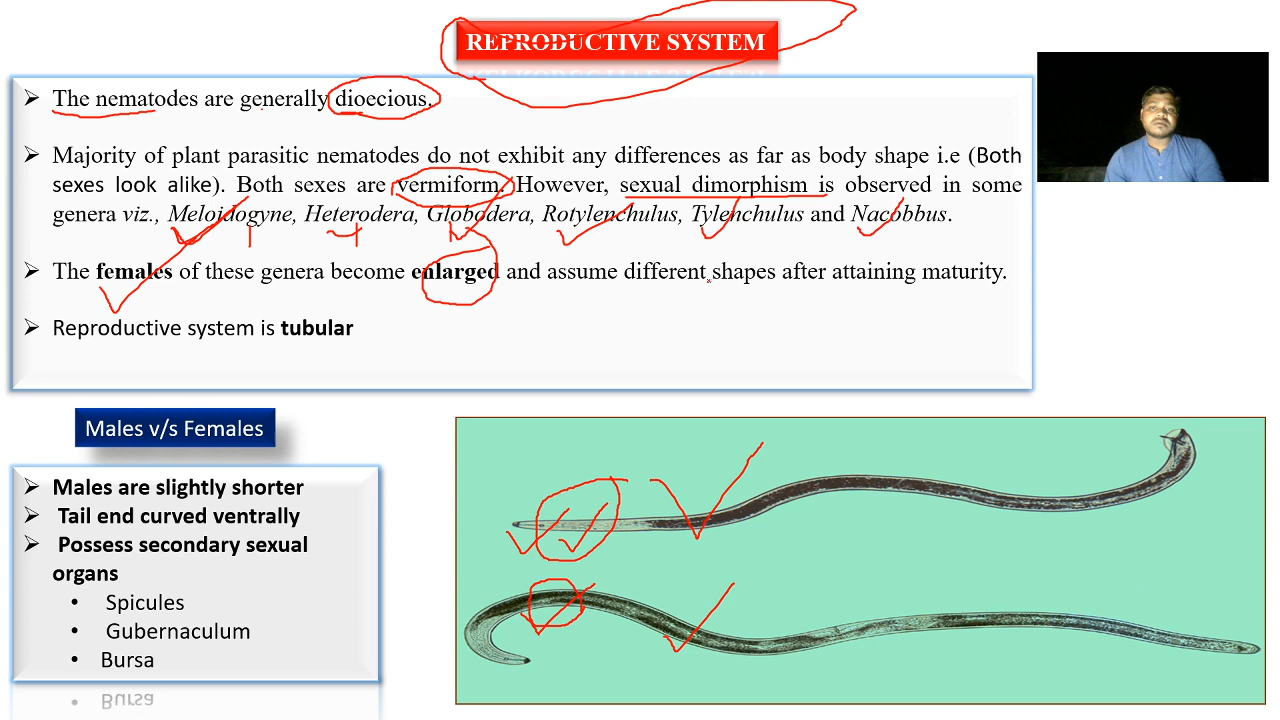 REPRODUCTIVE SYSTEM
➢ The nematodes are generally dioecious.
➢ Majority of plant parasitic nematodes do not exhibit any differences as far as body shape i.e (Both
sexes look alike). Both sexes are vermiform. However, sexual dimorphism is observed in some
genera viz., Meloidogyne, Heterodera, Globodera, Rotylenchulus, Tylenchulus and Nacobbus.
➢ The females of these genera become enlarged and assume different shapes after attaining maturity.
➢ Reproductive system is tubular
Males v/s Females
➢ Males are slightly shorter
➢ Tail end curved ventrally
➢ Possess secondary sexual
organs
• Spicules
• Gubernaculum
• Bursa